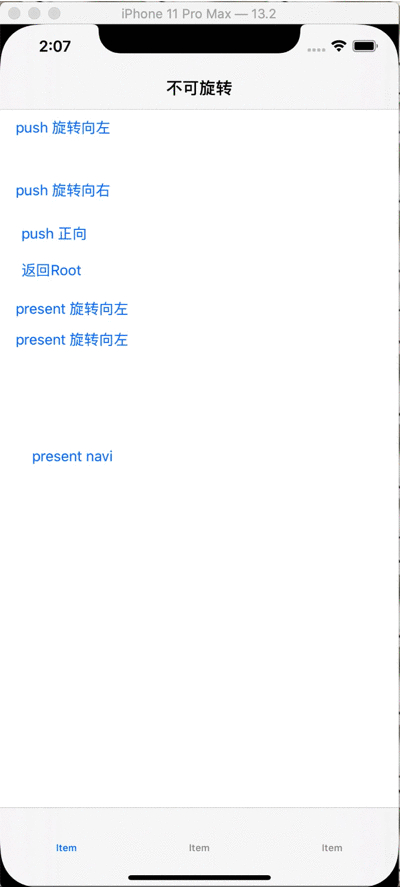 iPhone 11 Pro Max — 13.2
2:07
不可旋转
push 旋转向左
push 旋转向右
push 正向
返回Root
present 旋转向左
present 旋转向左
present navi
Item Item Item